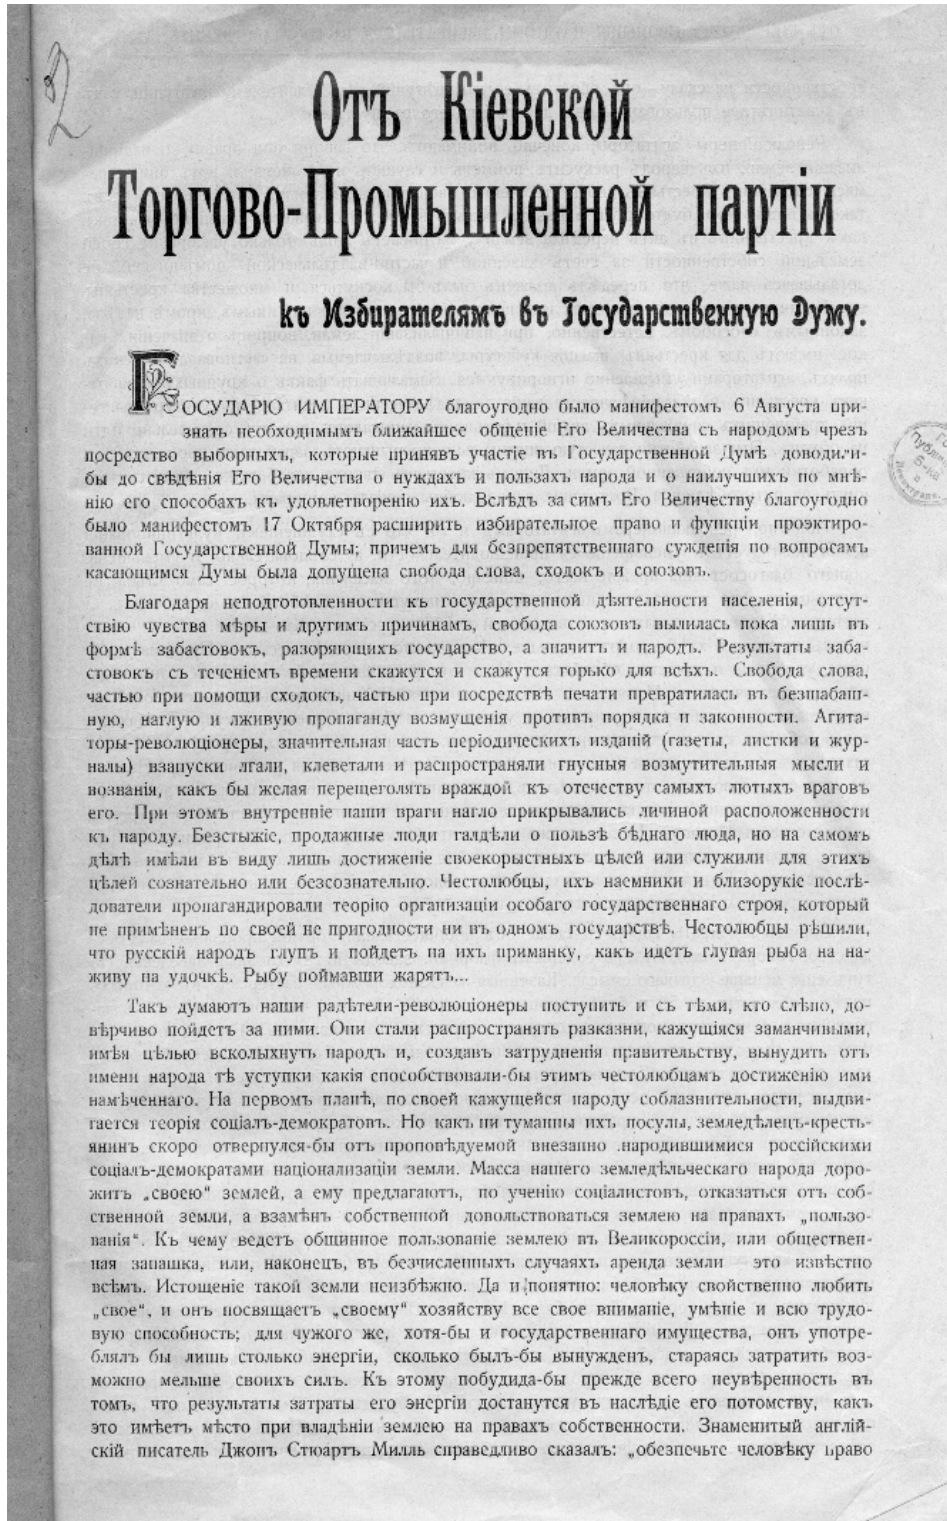 Отъ Кіевской
Торгово-Промышленной партіи
къ Избирателямъ въ Государственную Думу.
ГОСУДАРЮ ИМПЕРАТОРУ благоугодно было манифестомъ 6 Августа при-
знать необходимымъ ближайшее общеніе Его Величества съ народомъ чрезъ
посредство выборныхъ, которые принявъ участіе въ Государственной Думѣ доводили-
бы до свѣдѣнія Его Величества о нуждахъ и пользахъ народа и о наилучшихъ по мнѣ-
нію его способахъ къ удовлетворенію ихъ. Вслѣдъ за симъ Его Величеству благоугодно
было манифестомъ 17 Октября расширить избирательное право и функціи проэктиро-
ванной Государственной Думы; причемъ для безпрепятственнаго сужденія по вопросамъ
касающимся Думы была допущена свобода слова, сходокъ и союзовъ.
Благодаря неподготовленности къ государственной дѣятельности населенія, отсут-
ствію чувства мѣры и другимъ причинамъ, свобода союзовъ вылилась пока лишь въ
формѣ забастовокъ, разоряющихъ государство, а значитъ и народъ. Результаты заба-
стовокъ съ теченіемъ времени скажутся и скажутся горько для всѣхъ. Свобода слова,
частью при помощи сходокъ, частью при посредствѣ печати превратилась въ безшабаш-
ную, наглую и лживую пропаганду возмущенія противъ порядка и законности. Агита-
торы-революціонеры, значительная часть періодическихъ изданій (газеты, листки и жур-
налы) взапуски лгали, клеветали и распространяли гнусныя возмутительныя мысли и
воззванія, какъ бы желая перещеголять враждой къ отечеству самыхъ лютыхъ враговъ
его. При этомъ внутренніе наши враги нагло прикрывались личиной расположенности
къ народу. Безстыжіе, продажные люди галдѣли о пользѣ бѣднаго люда, но на самомъ
дѣлѣ имѣли въ виду лишь достиженіе своекорыстныхъ цѣлей или служили для этихъ
цѣлей сознательно или безсознательно. Честолюбцы, ихъ наемники и близорукіе послѣ-
дователи пропагандировали теорію организаціи особаго государственнаго строя, который
не примѣненъ по своей не пригодности ни въ одномъ государствѣ. Честолюбцы рѣшили,
что русскій народъ глупъ и пойдетъ на ихъ приманку, какъ идетъ глупая рыба на на-
живу на удочкѣ. Рыбу поймавши жарятъ...
Такъ думаютъ наши радѣтели-революціонеры поступить и съ тѣми, кто слѣпо, до-
вѣрчиво пойдетъ за ними. Они стали распространять разказни, кажущіяся заманчивыми,
имѣя цѣлью всколыхнуть народъ и, создавъ затрудненія правительству, вынудить отъ
имени народа тѣ уступки какія способствовали-бы этимъ честолюбцамъ достиженію ими
намѣченнаго. На первомъ планѣ, по своей кажущейся народу соблазнительности, выдви-
гается теорія соціалъ-демократовъ. Но какъ ни туманны ихъ посулы, земледѣлецъ-кресть-
янинъ скоро отвернулся-бы отъ проповѣдуемой внезапно народившимися россійскими
соціалъ-демократами націонализаціи земли. Масса нашего земледѣльческаго народа доро-
житъ „своею“ землей, а ему предлагаютъ, по ученію соціалистовъ, отказаться отъ соб-
ственной земли, а взамѣнъ собственной довольствоваться землею на правахъ „пользо-
ванія“. Къ чему ведетъ общинное пользованіе землею въ Великороссіи, или обществен-
ная запашка, или, наконецъ, въ безчисленныхъ случаяхъ аренда земли — это извѣстно
всѣмъ. Истощеніе такой земли неизбѣжно. Да и понятно: человѣку свойственно любить
„свое“, и онъ посвящаетъ „своему“ хозяйству все свое вниманіе, умѣніе и всю трудо-
вую способность; для чужого же, хотя-бы и государственнаго имущества, онъ употре-
блялъ бы лишь столько энергіи, сколько былъ-бы вынужденъ, стараясь затратить воз-
можно меньше своихъ силъ. Къ этому побудида-бы прежде всего неувѣренность въ
томъ, что результаты затраты его энергіи достанутся въ наслѣдіе его потомству, какъ
это имѣетъ мѣсто при владѣніи землею на правахъ собственности. Знаменитый англій-
скій писатель Джонъ Стюартъ Милль справедливо сказалъ: „обезпечьте человѣку право